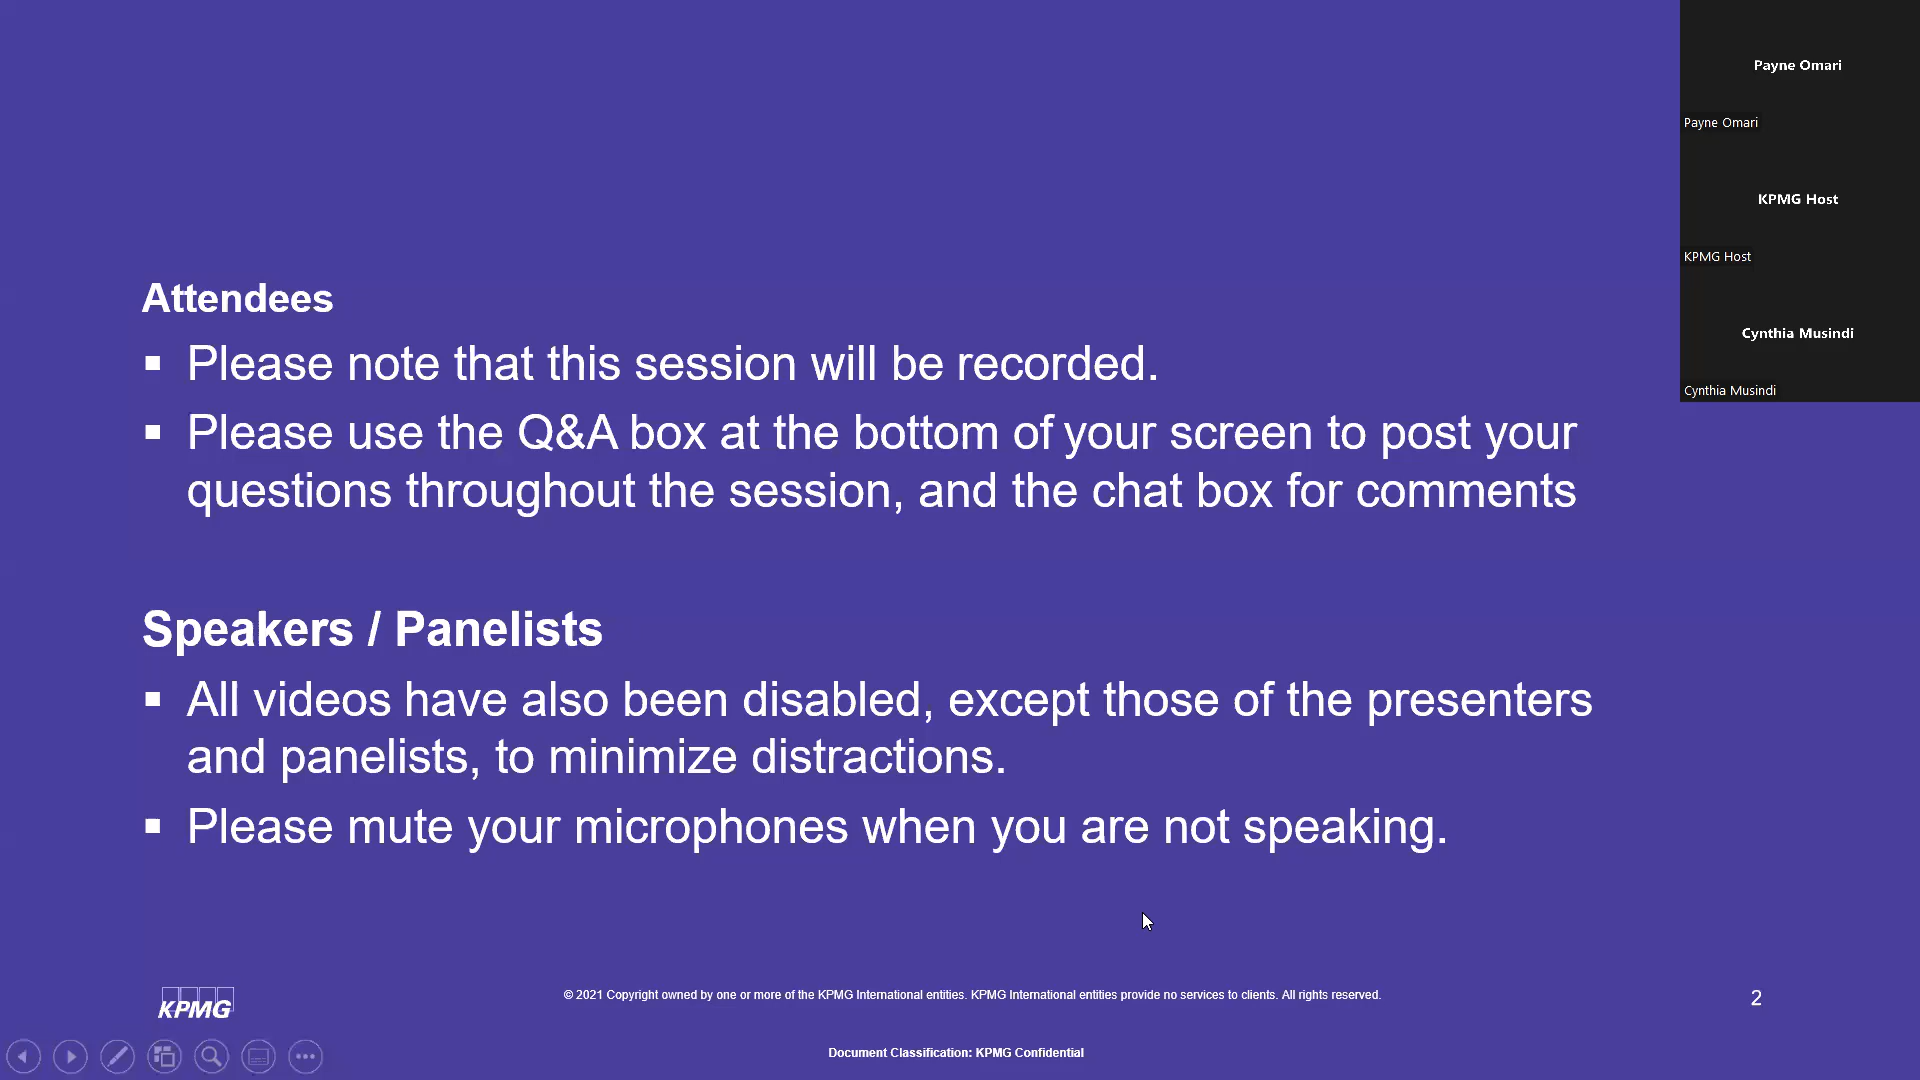 Payne Omari
Payne Omari
KPMG Host
KPMG Host
Cynthia Musindi
Cynthia Musindi
Attendees
▪ Please note that this session will be recorded.
▪ Please use the Q&A box at the bottom of your screen to post your
questions throughout the session, and the chat box for comments
Speakers / Panelists
▪ All videos have also been disabled, except those of the presenters
and panelists, to minimize distractions.
▪ Please mute your microphones when you are not speaking.
KPMG
© 2021 Copyright owned by one or more of the KPMG International entities. KPMG International entities provide no services to clients. All rights reserved.
2
Document Classification: KPMG Confidential